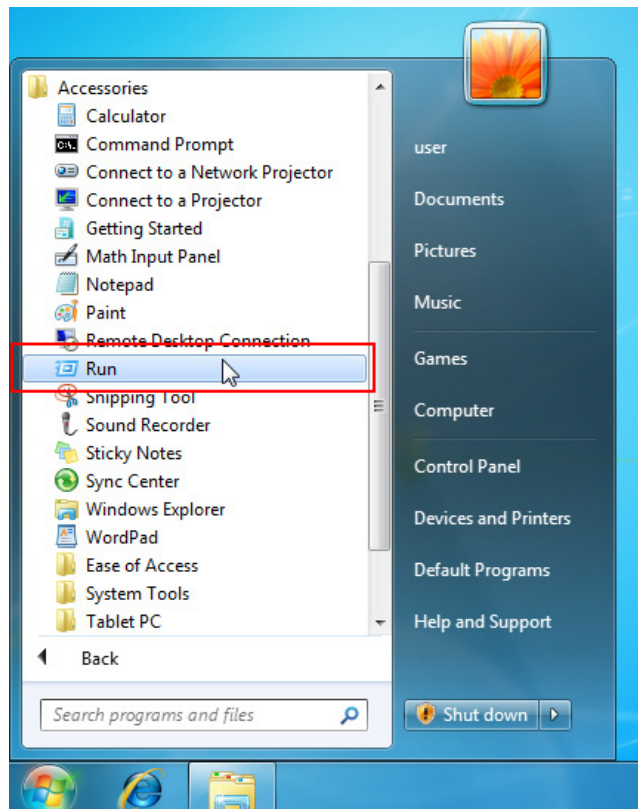 Accessories
Calculator
Command Prompt
Connect to a Network Projector
Connect to a Projector
Getting Started
Math Input Panel
Notepad
Paint
Remote Desktop Connection
Run
Snipping Tool
Sound Recorder
Sticky Notes
Sync Center
Windows Explorer
WordPad
Ease of Access
System Tools
Tablet PC
Back
Search programs and files
user
Documents
Pictures
Music
Games
Computer
Control Panel
Devices and Printers
Default Programs
Help and Support
Shut down